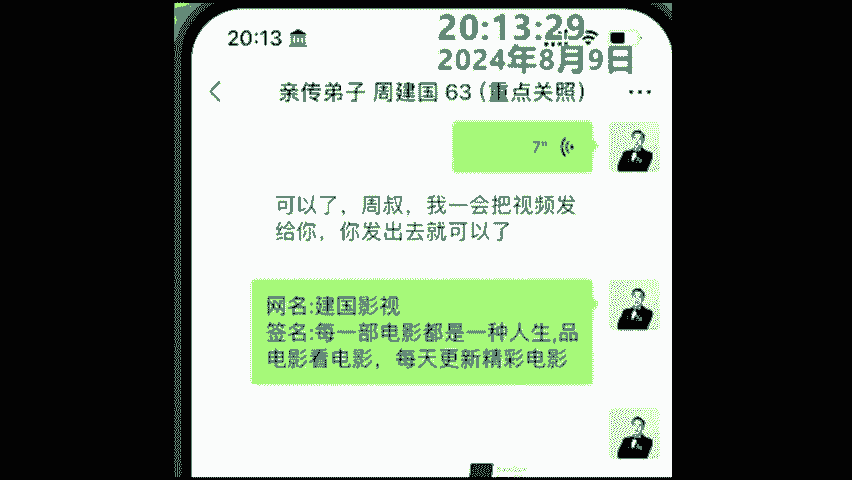 20:13
20:13:29
2024年8月9日
亲传弟子 周建国 63 (重点关照)
7"
可以了，周叔，我一会把视频发
给你，你发出去就可以了
网名:建国影视
签名:每一部电影都是一种人生,品
电影看电影，每天更新精彩电影